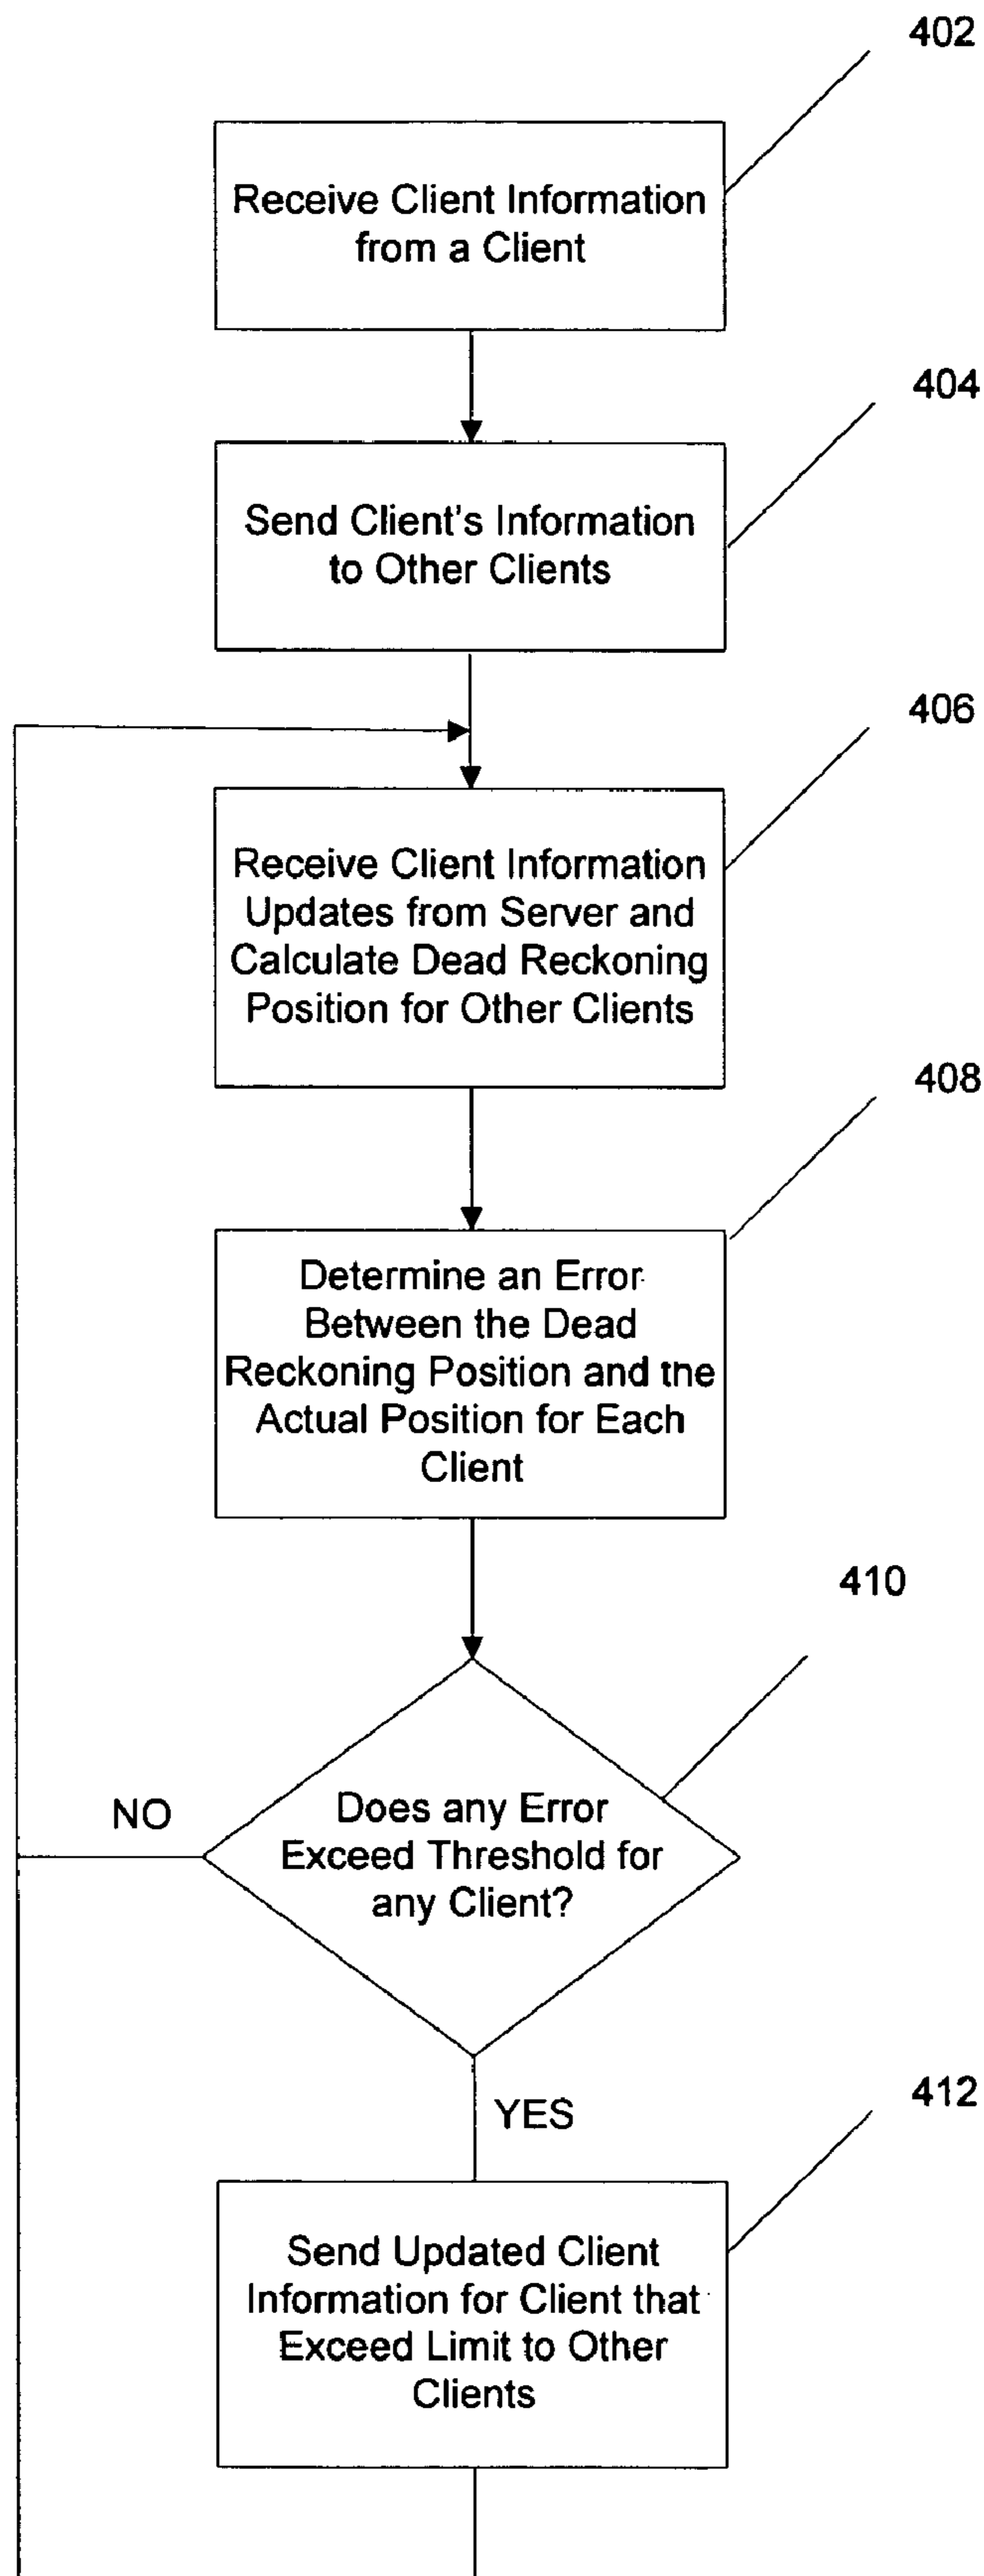 402
Receive Client Information
from a Client
404
Send Client's Information
to Other Clients
406
Receive Client Information
Updates from Server and
Calculate Dead Reckoning
Position for Other Clients
408
Determine an Error
Between the Dead
Reckoning Position and the
Actual Position for Each
Client
410
NO
Does any Error
Exceed Threshold for
any Client?
YES
412
Send Updated Client
Information for Client that
Exceed Limit to Other
Clients